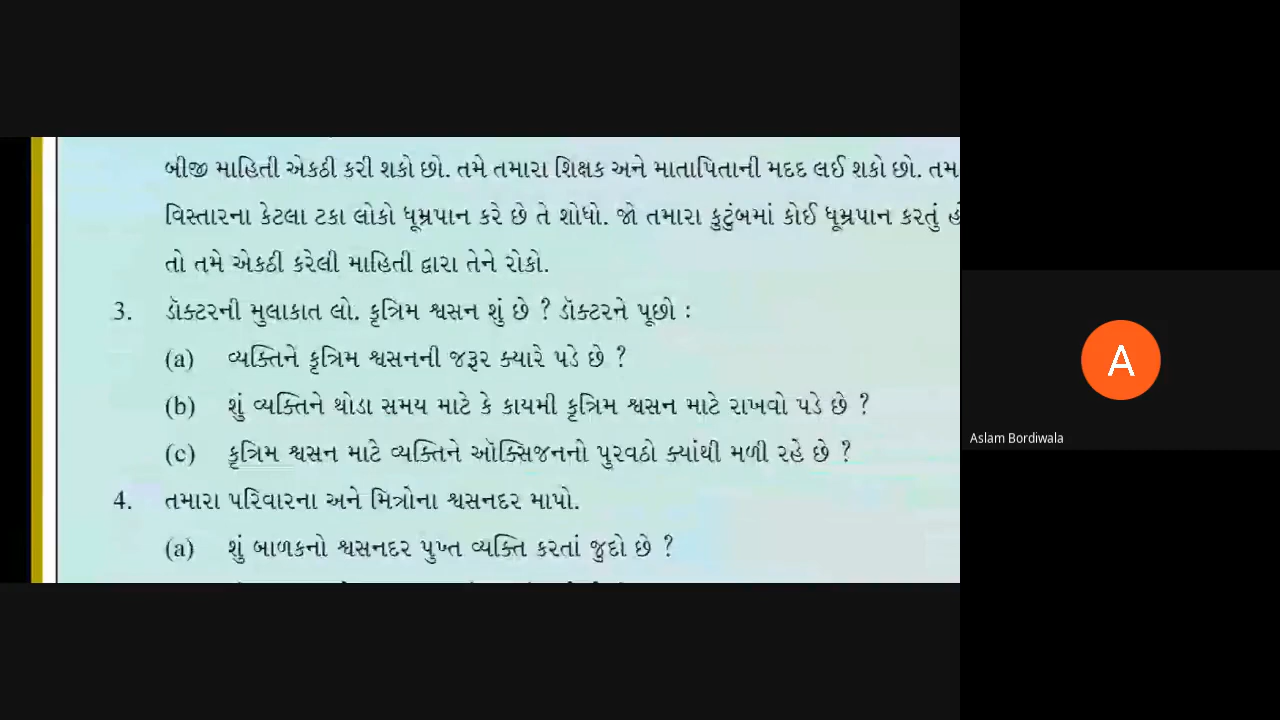 બીજી માહિતી એકઠી કરી શકો છો. તમે તમારા શિક્ષક અને માતાપિતાની મદદ લઈ શકો છો. તમ
વિસ્તારના કેટલા ટકા લોકો ધૂમ્રપાન કરે છે તે શોધો. જો તમારા કુટુંબમાં કોઈ ધૂમ્રપાન કરતું
તો તમે એકઠી કરેલી માહિતી દ્વારા તેને રોકો.
3. ડૉક્ટરની મુલાકાત લો. કૃત્રિમ શ્વસન શું છે ? ડૉક્ટરને પૂછો :
(a) વ્યક્તિને કૃત્રિમ શ્વસનની જરૂર ક્યારે પડે છે ?
(b) શું વ્યક્તિને થોડા સમય માટે કે કાયમી કૃત્રિમ શ્વસન માટે રાખવો પડે છે ?
(c) કૃત્રિમ શ્વસન માટે વ્યક્તિને ઑક્સિજનનો પુરવઠો ક્યાંથી મળી રહે છે ?
4. તમારા પરિવારના અને મિત્રોના શ્વસનદર માપો.
(a) શું બાળકનો શ્વસનદર પુખ્ત વ્યક્તિ કરતાં જુદો છે ?
A
Aslam Bordiwala